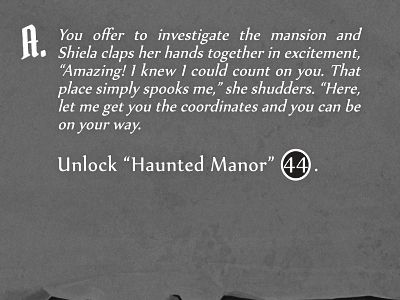 A. You offer to investigate the mansion and
Shiela claps her hands together in excitement,
“Amazing! I knew I could count on you. That
place simply spooks me,” she shudders. “Here,
let me get you the coordinates and you can be
on your way.
Unlock “Haunted Manor” 44.